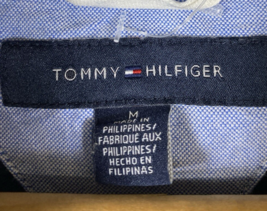 TOMMY HILFIGER
M
MADE IN
PHILIPPINES/
FABRIQUÉ AUX
PHILIPPINES/
HECHO EN
FILIPINAS